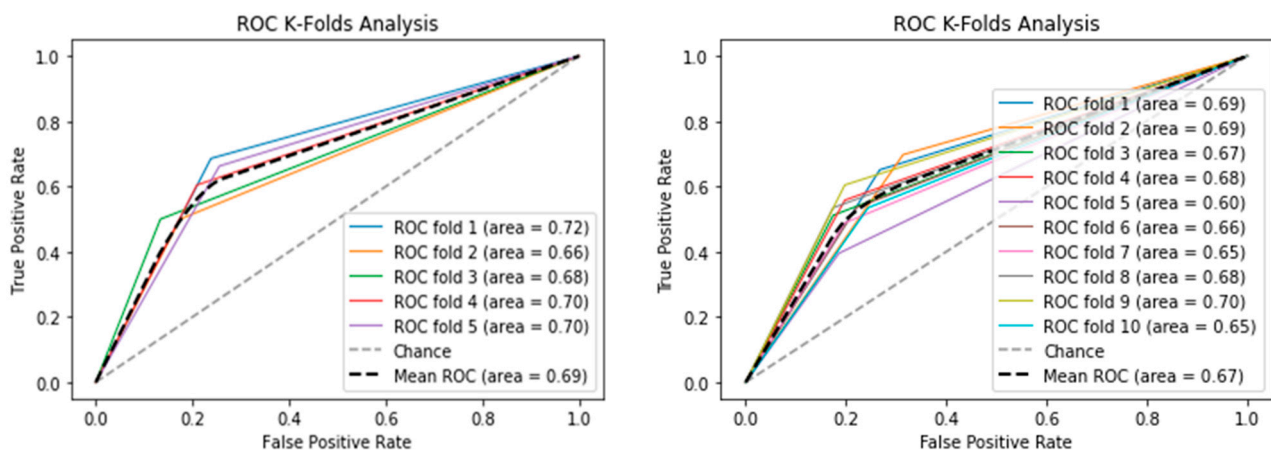 ROC K-Folds Analysis
1.0
0.8
0.6
0.4
0.2
0.0
True Positive Rate
ROC fold 1 (area = 0.72)
ROC fold 2 (area = 0.66)
ROC fold 3 (area = 0.68)
ROC fold 4 (area = 0.70)
ROC fold 5 (area = 0.70)
Chance
Mean ROC (area = 0.69)
0.0 0.2 0.4 0.6 0.8 1.0
False Positive Rate
ROC K-Folds Analysis
1.0
0.8
0.6
0.4
0.2
0.0
True Positive Rate
ROC fold 1 (area = 0.69)
ROC fold 2 (area = 0.69)
ROC fold 3 (area = 0.67)
ROC fold 4 (area = 0.68)
ROC fold 5 (area = 0.60)
ROC fold 6 (area = 0.66)
ROC fold 7 (area = 0.65)
ROC fold 8 (area = 0.68)
ROC fold 9 (area = 0.70)
ROC fold 10 (area = 0.65)
Chance
Mean ROC (area = 0.67)
0.0 0.2 0.4 0.6 0.8 1.0
False Positive Rate